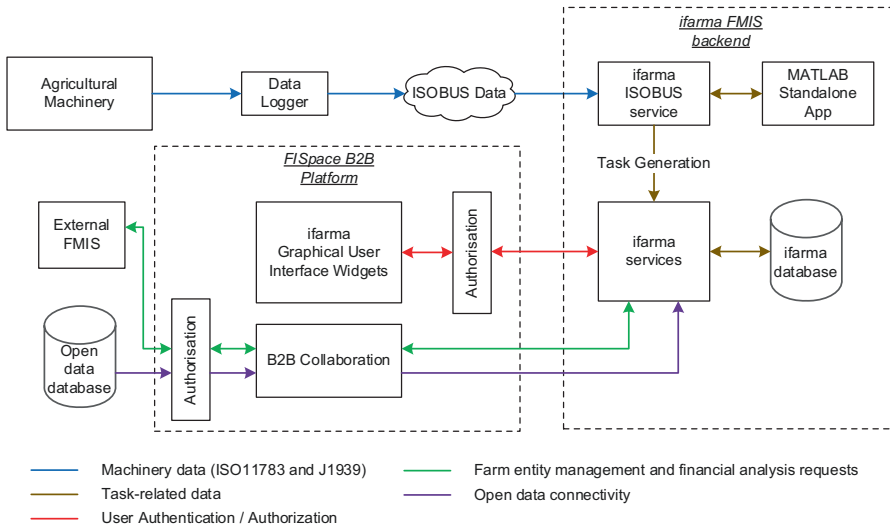 ifarma FMIS
backend
Agricultural
Machinery
Data
Logger
ISOBUS Data
ifarma
ISOBUS
service
MATLAB
Standalone
App
Task Generation
FISpace B2B
Platform
External
FMIS
ifarma
Graphical User
Interface Widgets
Authorisation
ifarma
services
ifarma
database
Open
data
database
Authorisation
B2B Collaboration
Machinery data (ISO11783 and J1939)
Task-related data
User Authentication / Authorization
Farm entity management and financial analysis requests
Open data connectivity